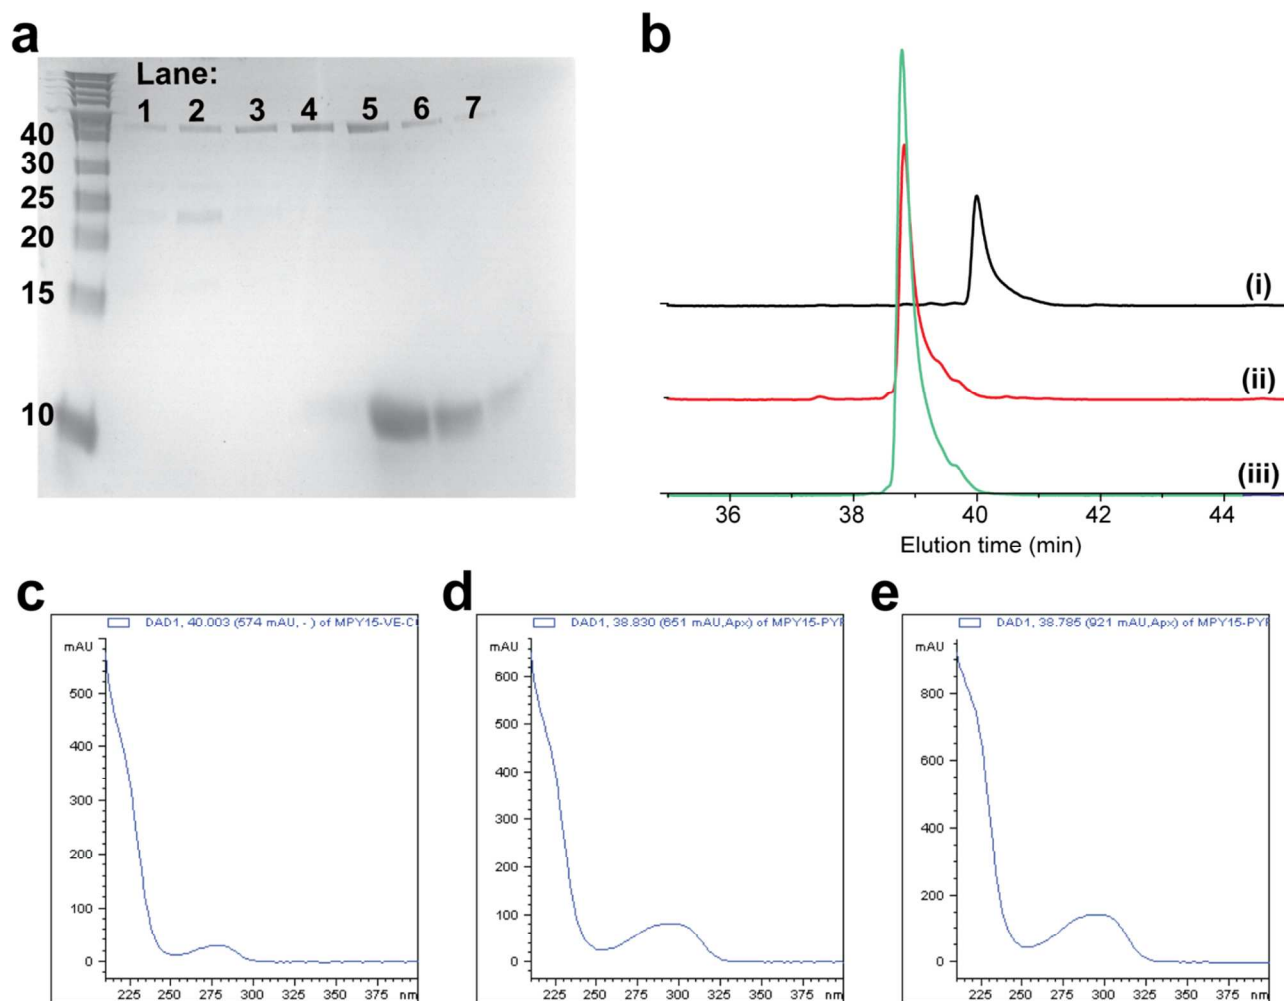 a
Lane:
1 2 3 4 5 6 7
40
30
25
20
15
10
b
(i)
(ii)
(iii)
36 38 40 42 44
Elution time (min)
c
DAD1, 40.003 (574 mAU, - ) of MPY15-VE-C
mAU
500
400
300
200
100
0
225 250 275 300 325 350 375 nm
d
DAD1, 38.830 (651 mAU,Apx) of MPY15-PY
mAU
600
500
400
300
200
100
0
225 250 275 300 325 350 375 nm
e
DAD1, 38.785 (921 mAU,Apx) of MPY15-PY
mAU
800
600
400
200
0
225 250 275 300 325 350 375 nm